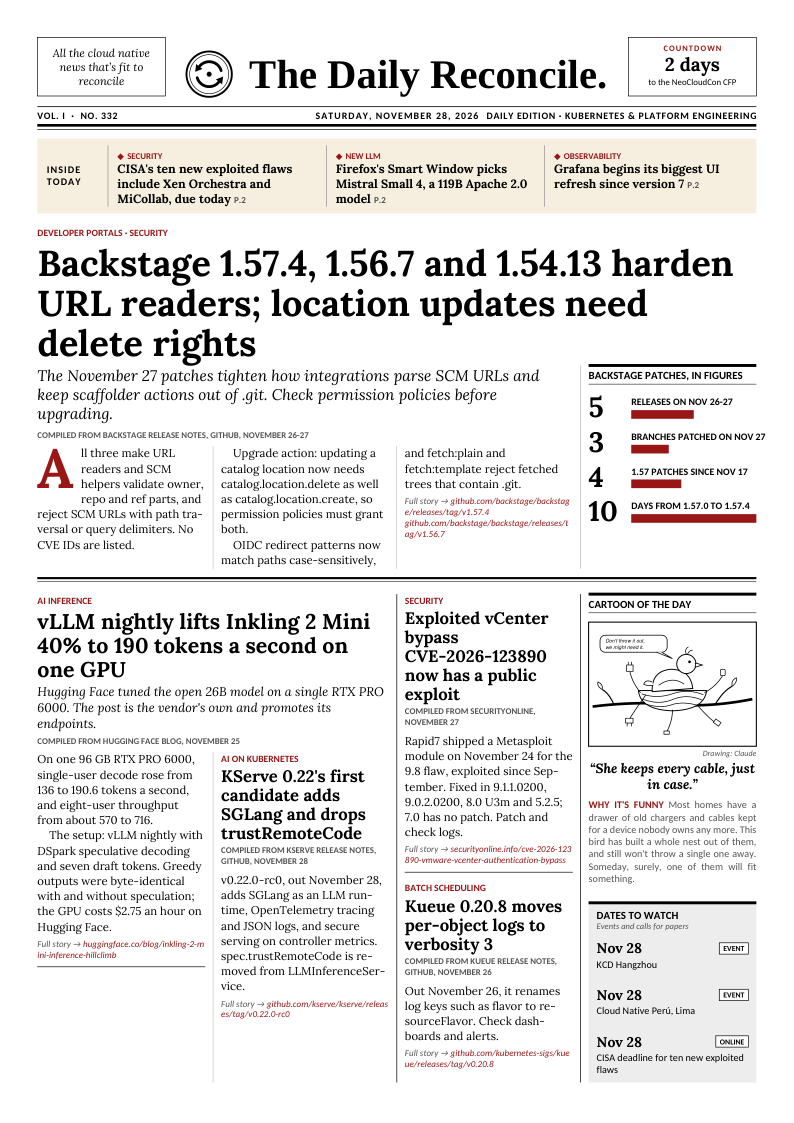 All the cloud native
news that's fit to
reconcile
The Daily Reconcile.
COUNTDOWN
2 days
to the NeoCloudCon CFP
VOL. I · NO. 332
SATURDAY, NOVEMBER 28, 2026 DAILY EDITION · KUBERNETES & PLATFORM ENGINEERING
INSIDE
TODAY
◆ SECURITY
CISA's ten new exploited flaws
include Xen Orchestra and
MiCollab, due today P.2
◆ NEW LLM
Firefox's Smart Window picks
Mistral Small 4, a 119B Apache 2.0
model P.2
◆ OBSERVABILITY
Grafana begins its biggest UI
refresh since version 7 P.2
DEVELOPER PORTALS · SECURITY
Backstage 1.57.4, 1.56.7 and 1.54.13 harden
URL readers; location updates need
delete rights
The November 27 patches tighten how integrations parse SCM URLs and
keep scaffolder actions out of .git. Check permission policies before
upgrading.
COMPILED FROM BACKSTAGE RELEASE NOTES, GITHUB, NOVEMBER 26-27
All three make URL
readers and SCM
helpers validate owner,
repo and ref parts, and
reject SCM URLs with path tra-
versal or query delimiters. No
CVE IDs are listed.
Upgrade action: updating a
catalog location now needs
catalog.location.delete as well
as catalog.location.create, so
permission policies must grant
both.
OIDC redirect patterns now
match paths case-sensitively,
and fetch:plain and
fetch:template reject fetched
trees that contain .git.
Full story → github.com/backstage/backstag
e/releases/tag/v1.57.4
github.com/backstage/backstage/releases/t
ag/v1.56.7
BACKSTAGE PATCHES, IN FIGURES
5 RELEASES ON NOV 26-27
3 BRANCHES PATCHED ON NOV 27
4 1.57 PATCHES SINCE NOV 17
10 DAYS FROM 1.57.0 TO 1.57.4
AI INFERENCE
vLLM nightly lifts Inkling 2 Mini
40% to 190 tokens a second on
one GPU
Hugging Face tuned the open 26B model on a single RTX PRO
6000. The post is the vendor's own and promotes its
endpoints.
COMPILED FROM HUGGING FACE BLOG, NOVEMBER 25
On one 96 GB RTX PRO 6000,
single-user decode rose from
136 to 190.6 tokens a second,
and eight-user throughput
from about 570 to 716.
The setup: vLLM nightly with
DSpark speculative decoding
and seven draft tokens. Greedy
outputs were byte-identical
with and without speculation;
the GPU costs $2.75 an hour on
Hugging Face.
Full story → huggingface.co/blog/inkling-2-m
ini-inference-hillclimb
AI ON KUBERNETES
KServe 0.22's first
candidate adds
SGLang and drops
trustRemoteCode
COMPILED FROM KSERVE RELEASE NOTES,
GITHUB, NOVEMBER 28
v0.22.0-rc0, out November 28,
adds SGLang as an LLM run-
time, OpenTelemetry tracing
and JSON logs, and secure
serving on controller metrics.
spec.trustRemoteCode is re-
moved from LLMInferenceSer-
vice.
Full story → github.com/kserve/kserve/releas
es/tag/v0.22.0-rc0
SECURITY
Exploited vCenter
bypass
CVE-2026-123890
now has a public
exploit
COMPILED FROM SECURITYONLINE,
NOVEMBER 27
Rapid7 shipped a Metasploit
module on November 24 for the
9.8 flaw, exploited since Sep-
tember. Fixed in 9.1.1.0200,
9.0.2.0200, 8.0 U3m and 5.2.5;
7.0 has no patch. Patch and
check logs.
Full story → securityonline.info/cve-2026-123
890-vmware-vcenter-authentication-bypass
BATCH SCHEDULING
Kueue 0.20.8 moves
per-object logs to
verbosity 3
COMPILED FROM KUEUE RELEASE NOTES,
GITHUB, NOVEMBER 26
Out November 26, it renames
log keys such as flavor to re-
sourceFlavor. Check dash-
boards and alerts.
Full story → github.com/kubernetes-sigs/kue
ue/releases/tag/v0.20.8
CARTOON OF THE DAY
Don't throw it out,
we might need it.
Drawing: Claude
“She keeps every cable, just
in case.”
WHY IT'S FUNNY Most homes have a
drawer of old chargers and cables kept
for a device nobody owns any more. This
bird has built a whole nest out of them,
and still won't throw a single one away.
Someday, surely, one of them will fit
something.
DATES TO WATCH
Events and calls for papers
Nov 28 EVENT
KCD Hangzhou
Nov 28 EVENT
Cloud Native Perú, Lima
Nov 28 ONLINE
CISA deadline for ten new exploited
flaws